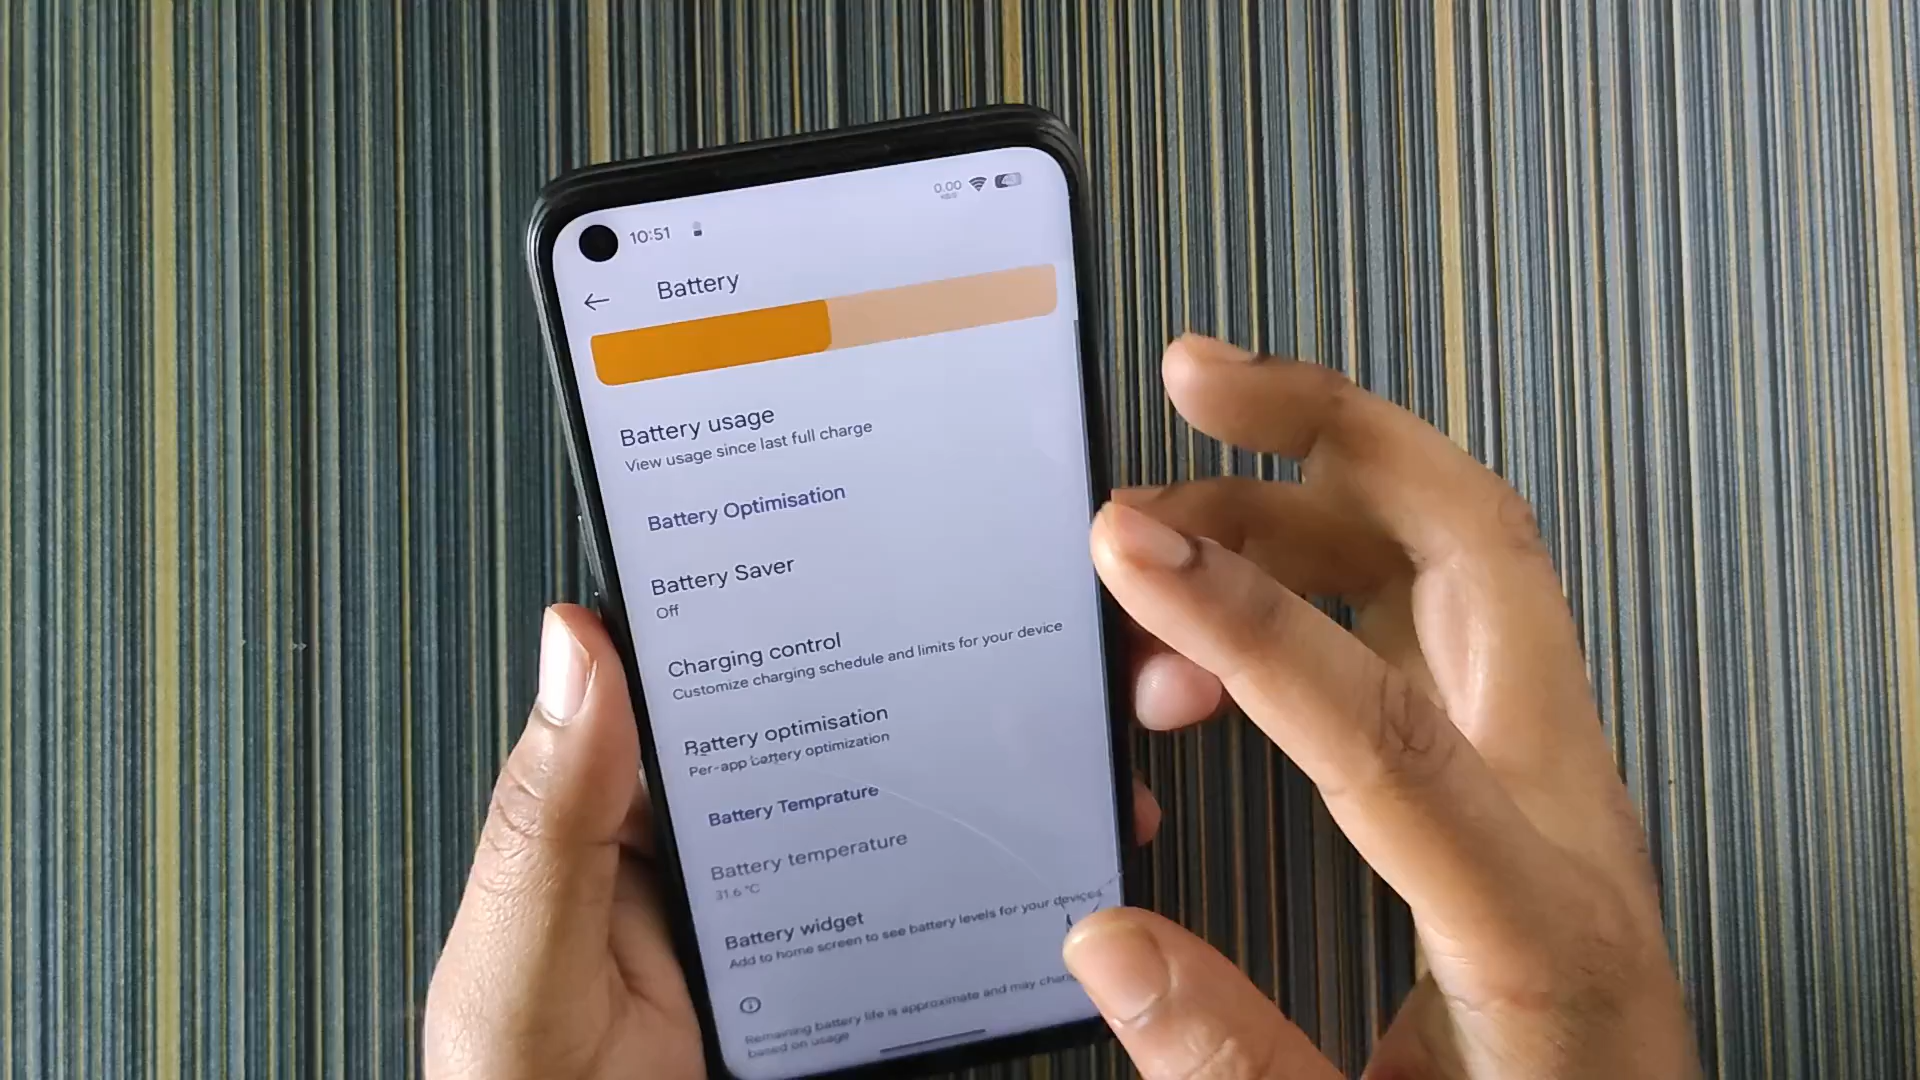 10:51
0.00
Battery
Battery usage
View usage since last full charge
Battery Optimisation
Battery Saver
Off
Charging control
Customize charging schedule and limits for your device
Battery optimisation
Per-app battery optimization
Battery Temprature
Battery temperature
31.6 °C
Battery widget
Add to home screen to see battery levels for your devices
Remaining battery life is approximate and may
based on usage